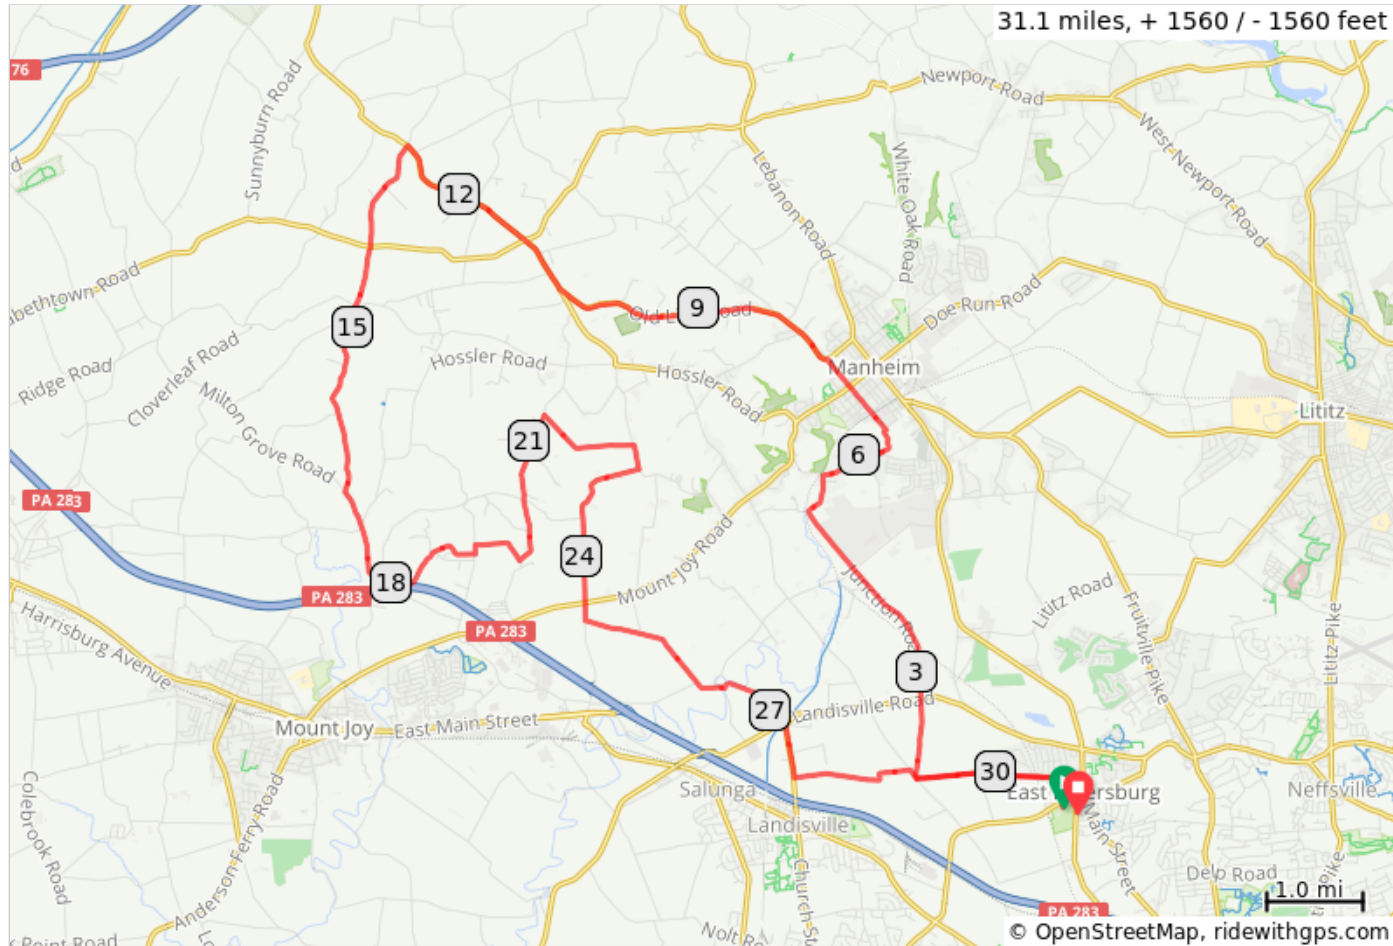 31.1 miles, + 1560 / - 1560 feet
76
Newport Road
Sunnyburn Road
West Newport Road
White Oak Road
Lebanon Road
12
bethtown Road
Doe Run Road
9
15
Hossler Road
Manheim
Cloverleaf Road
Ridge Road
Hossler Road
Milton Grove Road
Lititz
21
6
PA 283
Mount Joy Road
24
18
PA 283
Junction Roa
Lititz Road
Fruitville Pike
Lititz Pike
Harrisburg Avenue
PA 283
3
27
Landisville Road
Mount Joy
East Main Street
30
Salunga
East
ersburg
Neffsville
Landisville
Colebrook Road
Anderson Ferry Road
Main Street
Church St
Delp Road
Pike
1.0 mi
PA 283
Point Road
Nolt R
© OpenStreetMap, ridewithgps.com